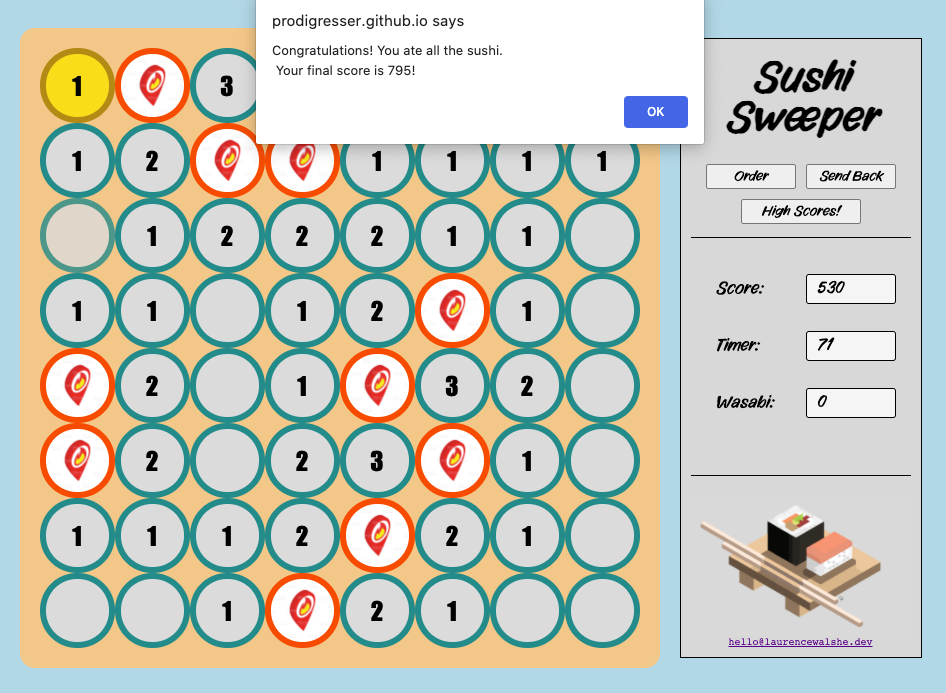 prodigresser.github.io says
Congratulations! You ate all the sushi.
Your final score is 795!
OK
Sushi
Sweeper
Order Send Back
High Scores!
Score: 530
Timer: 71
Wasabi: 0
hello@laurencewalshe.dev
1 3
1 2 1 1 1 1
1 2 2 2 1 1
1 1 1 2 1
2 1 3 2
2 2 3 1
1 1 1 2 2 1
1 2 1